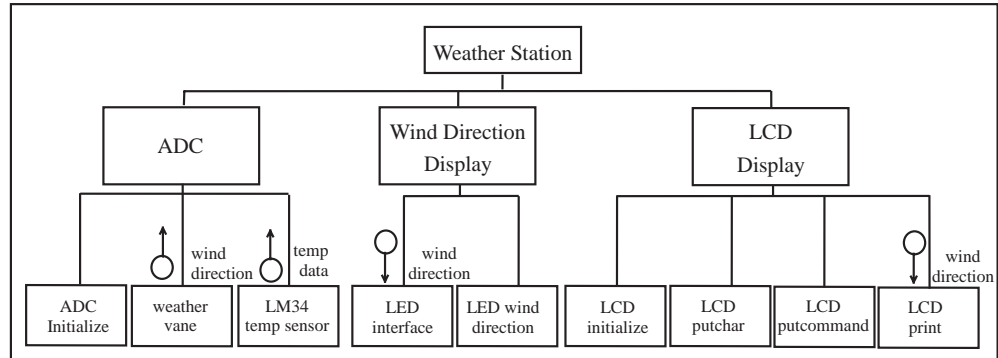 Weather Station
ADC
Wind Direction
Display
LCD
Display
wind
direction
temp
data
wind
direction
wind
direction
ADC
Initialize
weather
vane
LM34
temp sensor
LED
interface
LED wind
direction
LCD
initialize
LCD
putchar
LCD
putcommand
LCD
print